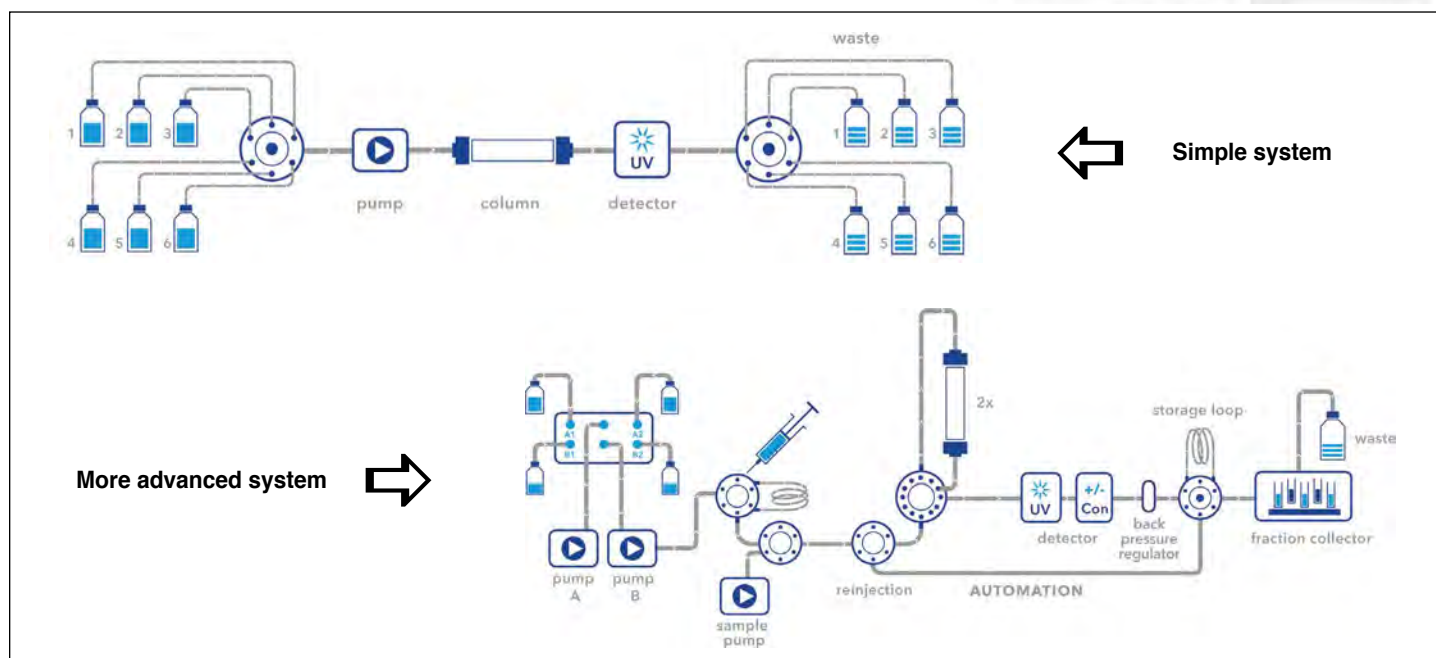 waste
1
2
3
1
2
3
UV
Simple system
pump
column
detector
4
5
6
4
5
6
2x
storage loop
A1
A2
B1
B2
waste
More advanced system
UV
+/-
Con
detector
back
pressure
regulator
fraction collector
pump
A
pump
B
reinjection
AUTOMATION
sample
pump